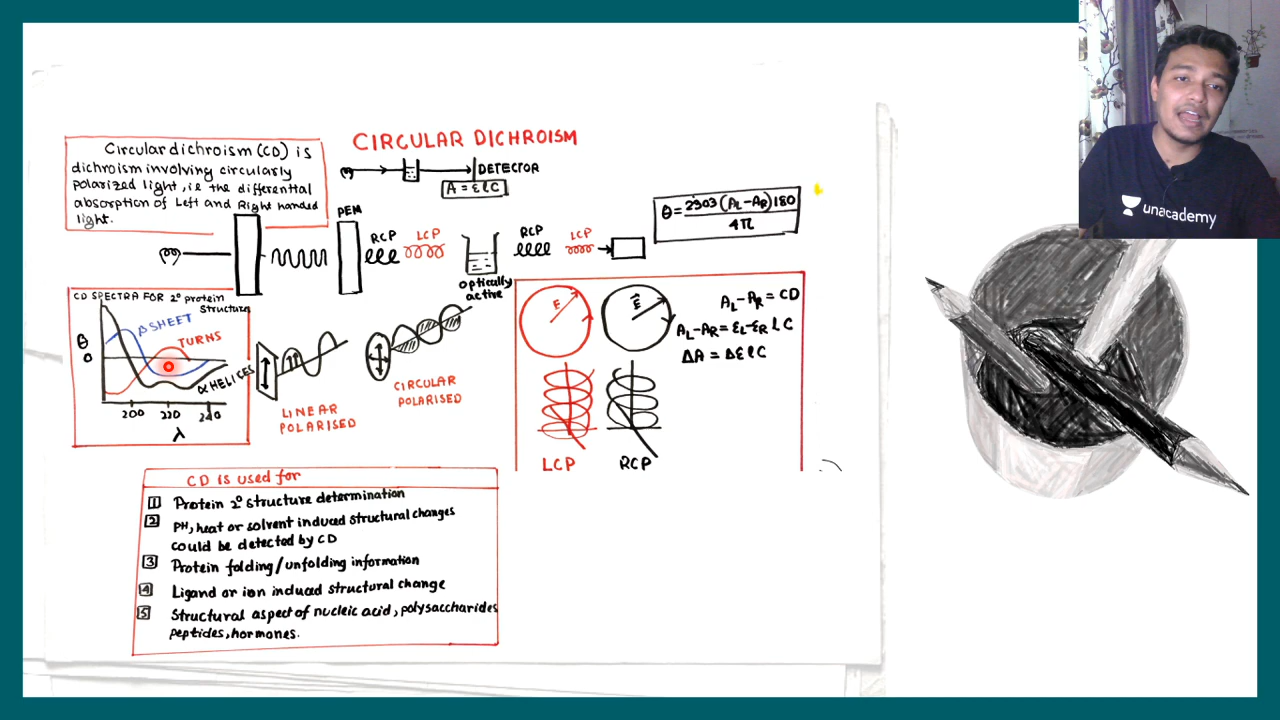 CIRCULAR DICHROISM
Circular dichroism (CD) is
dichroism involving circularly
polarized light, i.e the differential
absorption of Left and Right handed
light.
DETECTOR
A = εlC
PEM
RCP
LCP
optically
active
RCP
LCP
θ = 2303 (AL-AR) 180
4π
CD SPECTRA FOR 2° protein
Structure
θ
0
β SHEET
TURNS
α HELICES
200
220
240
λ
LINEAR
POLARISED
CIRCULAR
POLARISED
E
E
AL-AR = CD
AL-AR = εL-εR l C
ΔA = Δε l C
LCP
RCP
CD is used for
1 Protein 2° structure determination
2 PH, heat or solvent induced structural changes
could be detected by CD
3 Protein folding/unfolding information
4 Ligand or ion induced structural change
5 Structural aspect of nucleic acid, polysaccharides
peptides, hormones.
unacademy